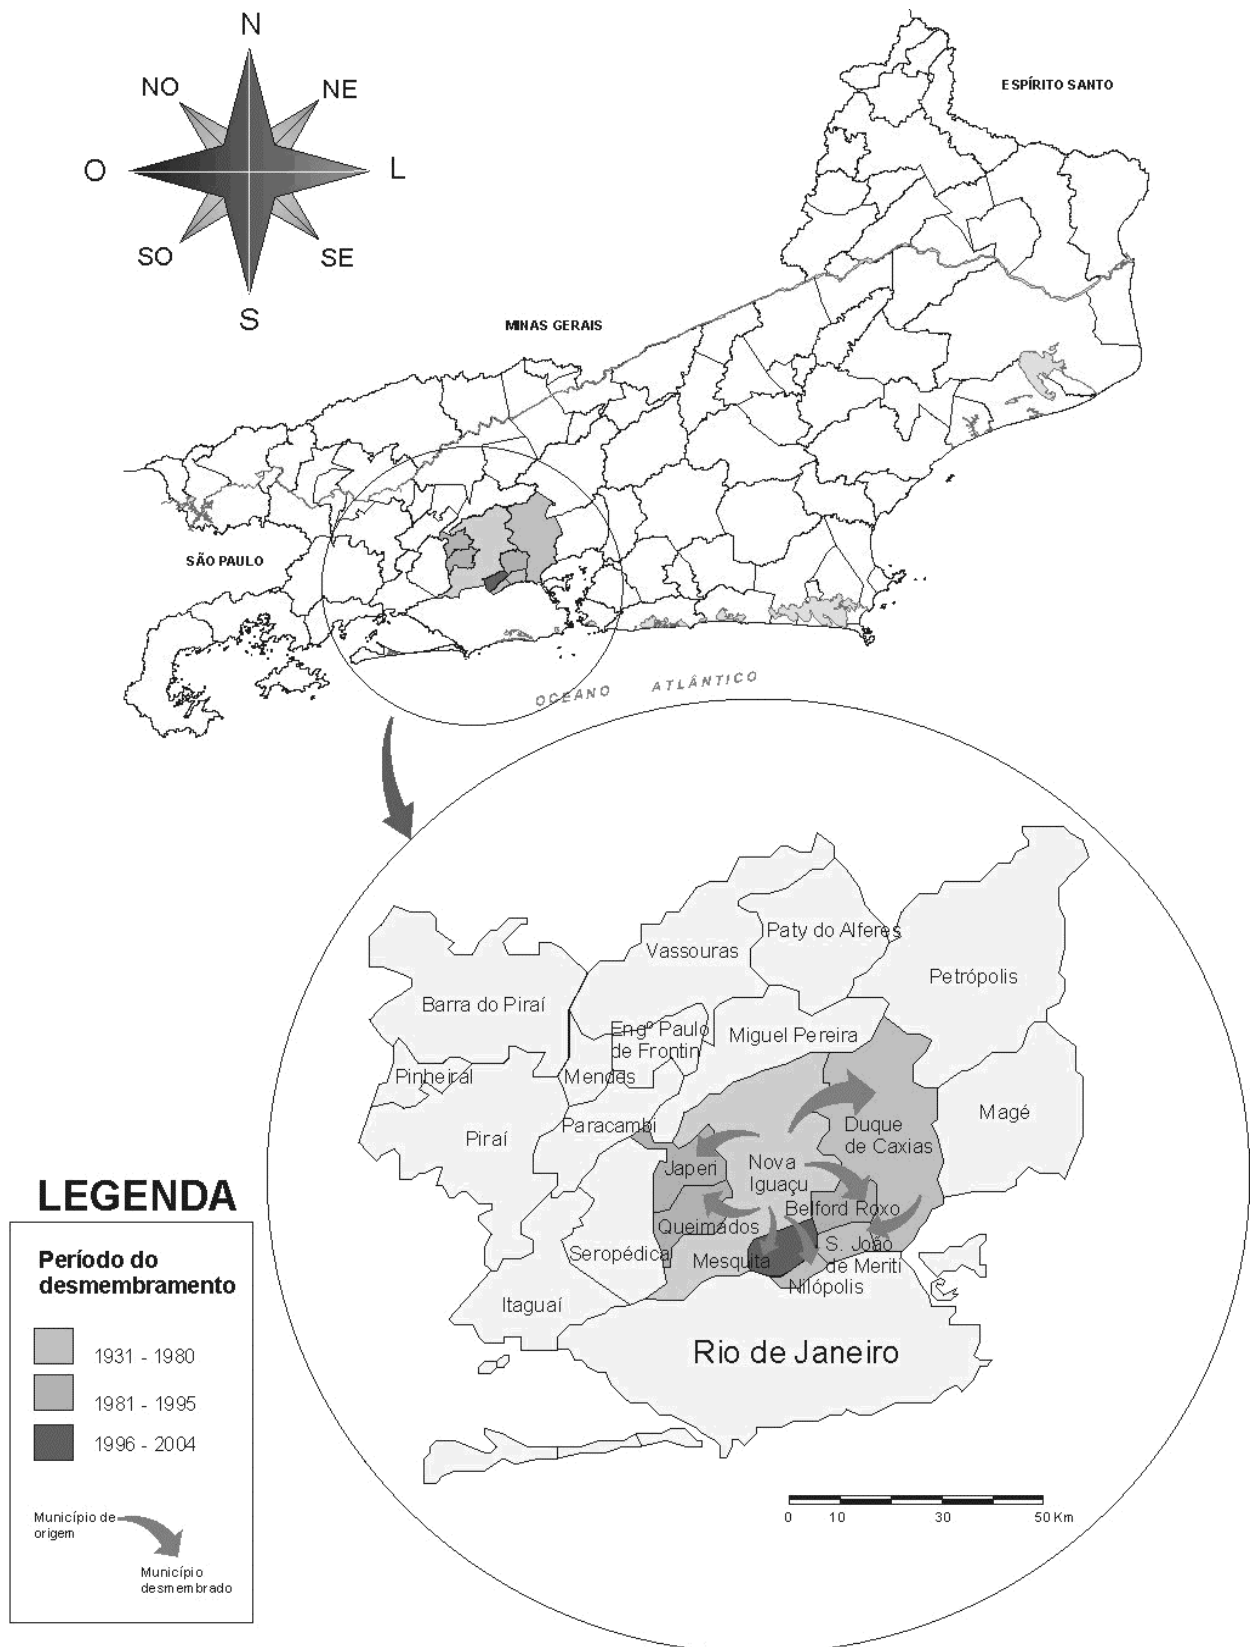 N
NO
NE
O
L
SO
SE
S
ESPÍRITO SANTO
MINAS GERAIS
SÃO PAULO
OCEANO ATLÂNTICO
Paty do Alferes
Vassouras
Petrópolis
Barra do Piraí
Engº Paulo
de Frontin
Miguel Pereira
Pinheiral
Mendes
Magé
Paracambi
Duque
de Caxias
Piraí
Japeri
Nova
Iguaçu
Belford Roxo
Queimados
S. João
de Meriti
Seropédica
Mesquita
Nilópolis
Itaguaí
Rio de Janeiro
0 10 30 50 Km
LEGENDA
Período do
desmembramento
1931 - 1980
1981 - 1995
1996 - 2004
Município de
origem
Município
desmembrado